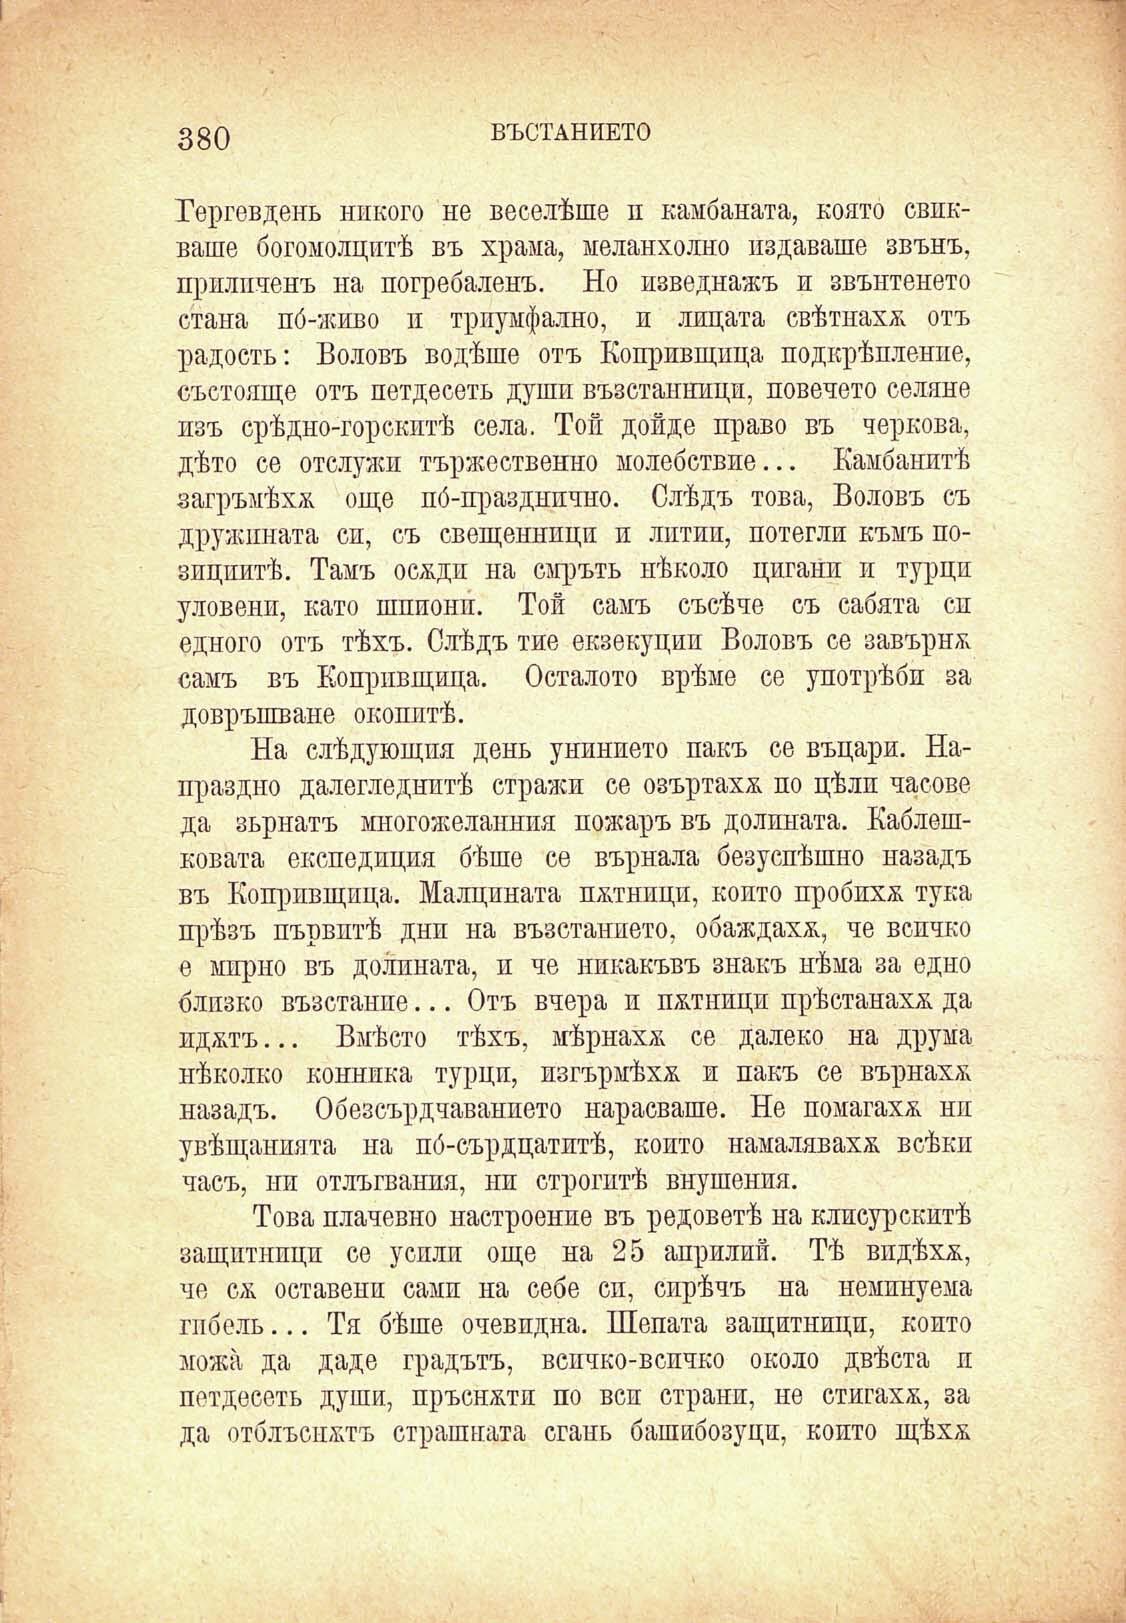 380
ВЪСТАНИЕТО
Гергевдень никого не веселѣше и камбаната, която свик-
ваше богомолцитѣ въ храма, меланхолно издаваше звънъ,
приличенъ на погребаленъ. Но изведнажъ и звънтенето
стана по́-живо и триумфално, и лицата свѣтнахѫ отъ
радость: Воловъ водѣше отъ Копривщица подкрѣпление,
състояще отъ петдесеть души възстанници, повечето селяне
изъ срѣдно-горскитѣ села. Той дойде право въ черкова,
дѣто се отслужи тържественно молебствие... Камбанитѣ
загръмѣхѫ още по́-празднично. Слѣдъ това, Воловъ съ
дружината си, съ свещенници и литии, потегли къмъ по-
зициитѣ. Тамъ осѫди на смръть нѣколо цигани и турци
уловени, като шпиони. Той самъ съсѣче съ сабята си
едного отъ тѣхъ. Слѣдъ тие екзекуции Воловъ се завърнѫ
самъ въ Копривщица. Осталото врѣме се употрѣби за
довръшване окопитѣ.
На слѣдующия день унинието пакъ се въцари. На-
праздно далегледнитѣ стражи се озъртахѫ по цѣли часове
да зърнатъ многожеланния пожаръ въ долината. Каблеш-
ковата експедиция бѣше се върнала безуспѣшно назадъ
въ Копривщица. Малцината пѫтници, които пробихѫ тука
прѣзъ първитѣ дни на възстанието, обаждахѫ, че всичко
е мирно въ долината, и че никакъвъ знакъ нѣма за едно
близко възстание... Отъ вчера и пѫтници прѣстанахѫ да
идѫтъ... Вмѣсто тѣхъ, мѣрнахѫ се далеко на друма
нѣколко конника турци, изгърмѣхѫ и пакъ се върнахѫ
назадъ. Обезсърдчаванието нарасваше. Не помагахѫ ни
увѣщанията на по́-сърдцатитѣ, които намалявахѫ всѣки
часъ, ни отлъгвания, ни строгитѣ внушения.
Това плачевно настроение въ редоветѣ на клисурскитѣ
защитници се усили още на 25 априлий. Тѣ видѣхѫ,
че сѫ оставени сами на себе си, сирѣчъ на неминуема
гибель... Тя бѣше очевидна. Шепата защитници, които
можа̀ да даде градътъ, всичко-всичко около двѣста и
петдесеть души, пръснѫти по вси страни, не стигахѫ, за
да отблъснѫтъ страшната сгань башибозуци, които щѣхѫ